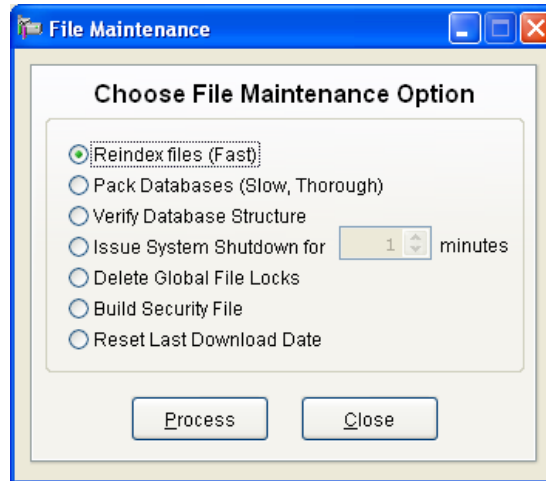 File Maintenance
Choose File Maintenance Option
Reindex files (Fast)
Pack Databases (Slow, Thorough)
Verify Database Structure
Issue System Shutdown for 1 minutes
Delete Global File Locks
Build Security File
Reset Last Download Date
Process Close